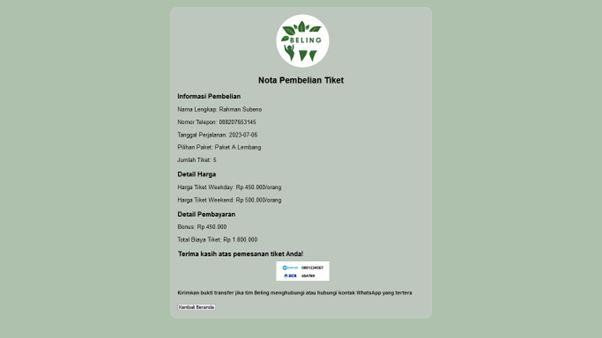 BELING
Nota Pembelian Tiket
Informasi Pembelian
Nama Lengkap: Rahman Subeno
Nomor Telepon: 088207653145
Tanggal Perjalanan: 2023-07-06
Pilihan Paket: Paket A Lembang
Jumlah Tiket: 5
Detail Harga
Harga Tiket Weekday: Rp 450.000/orang
Harga Tiket Weekend: Rp 500.000/orang
Detail Pembayaran
Bonus: Rp 450.000
Total Biaya Tiket: Rp 1.800.000
Terima kasih atas pemesanan tiket Anda!
BCA
Kirimkan bukti transfer jika tim Beling menghubungi atau hubungi kontak WhatsApp yang tertera
Kembali Beranda